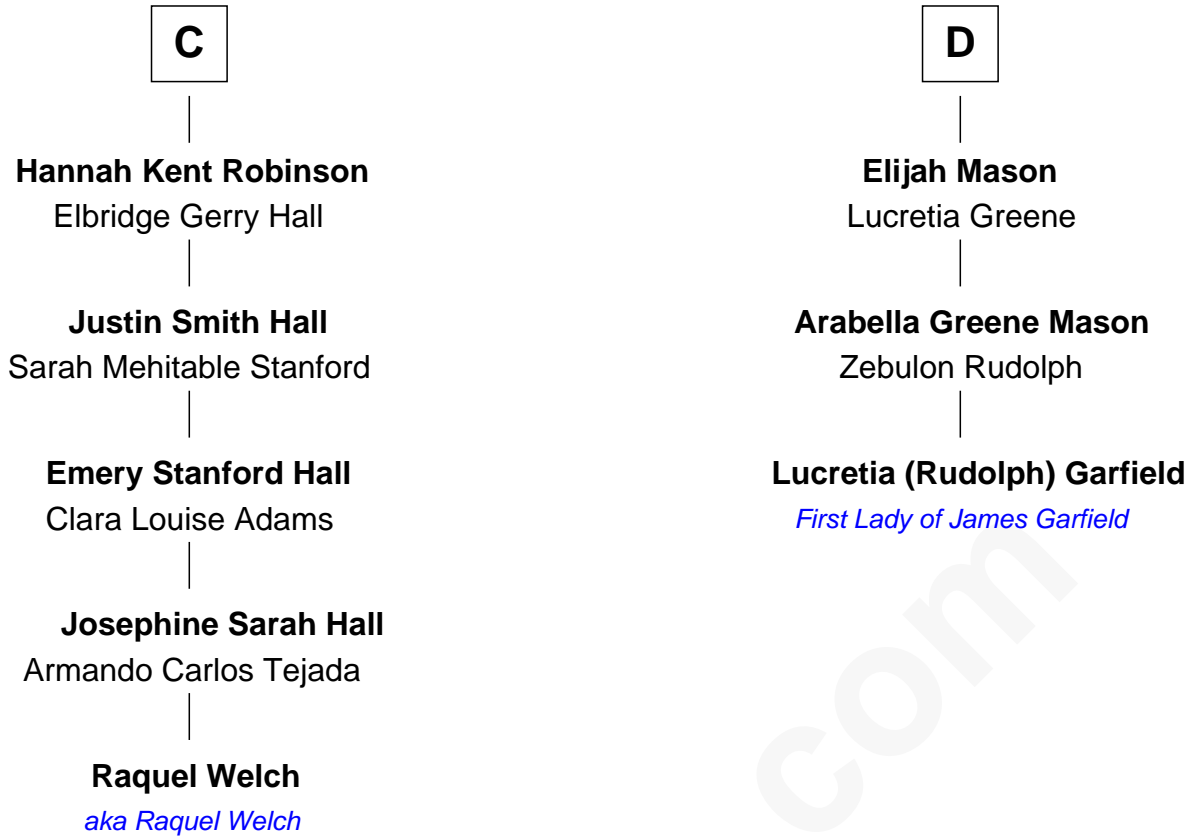 C
Hannah Kent Robinson
Elbridge Gerry Hall
Justin Smith Hall
Sarah Mehitable Stanford
Emery Stanford Hall
Clara Louise Adams
Josephine Sarah Hall
Armando Carlos Tejada
Raquel Welch
aka Raquel Welch
D
Elijah Mason
Lucretia Greene
Arabella Greene Mason
Zebulon Rudolph
Lucretia (Rudolph) Garfield
First Lady of James Garfield
com